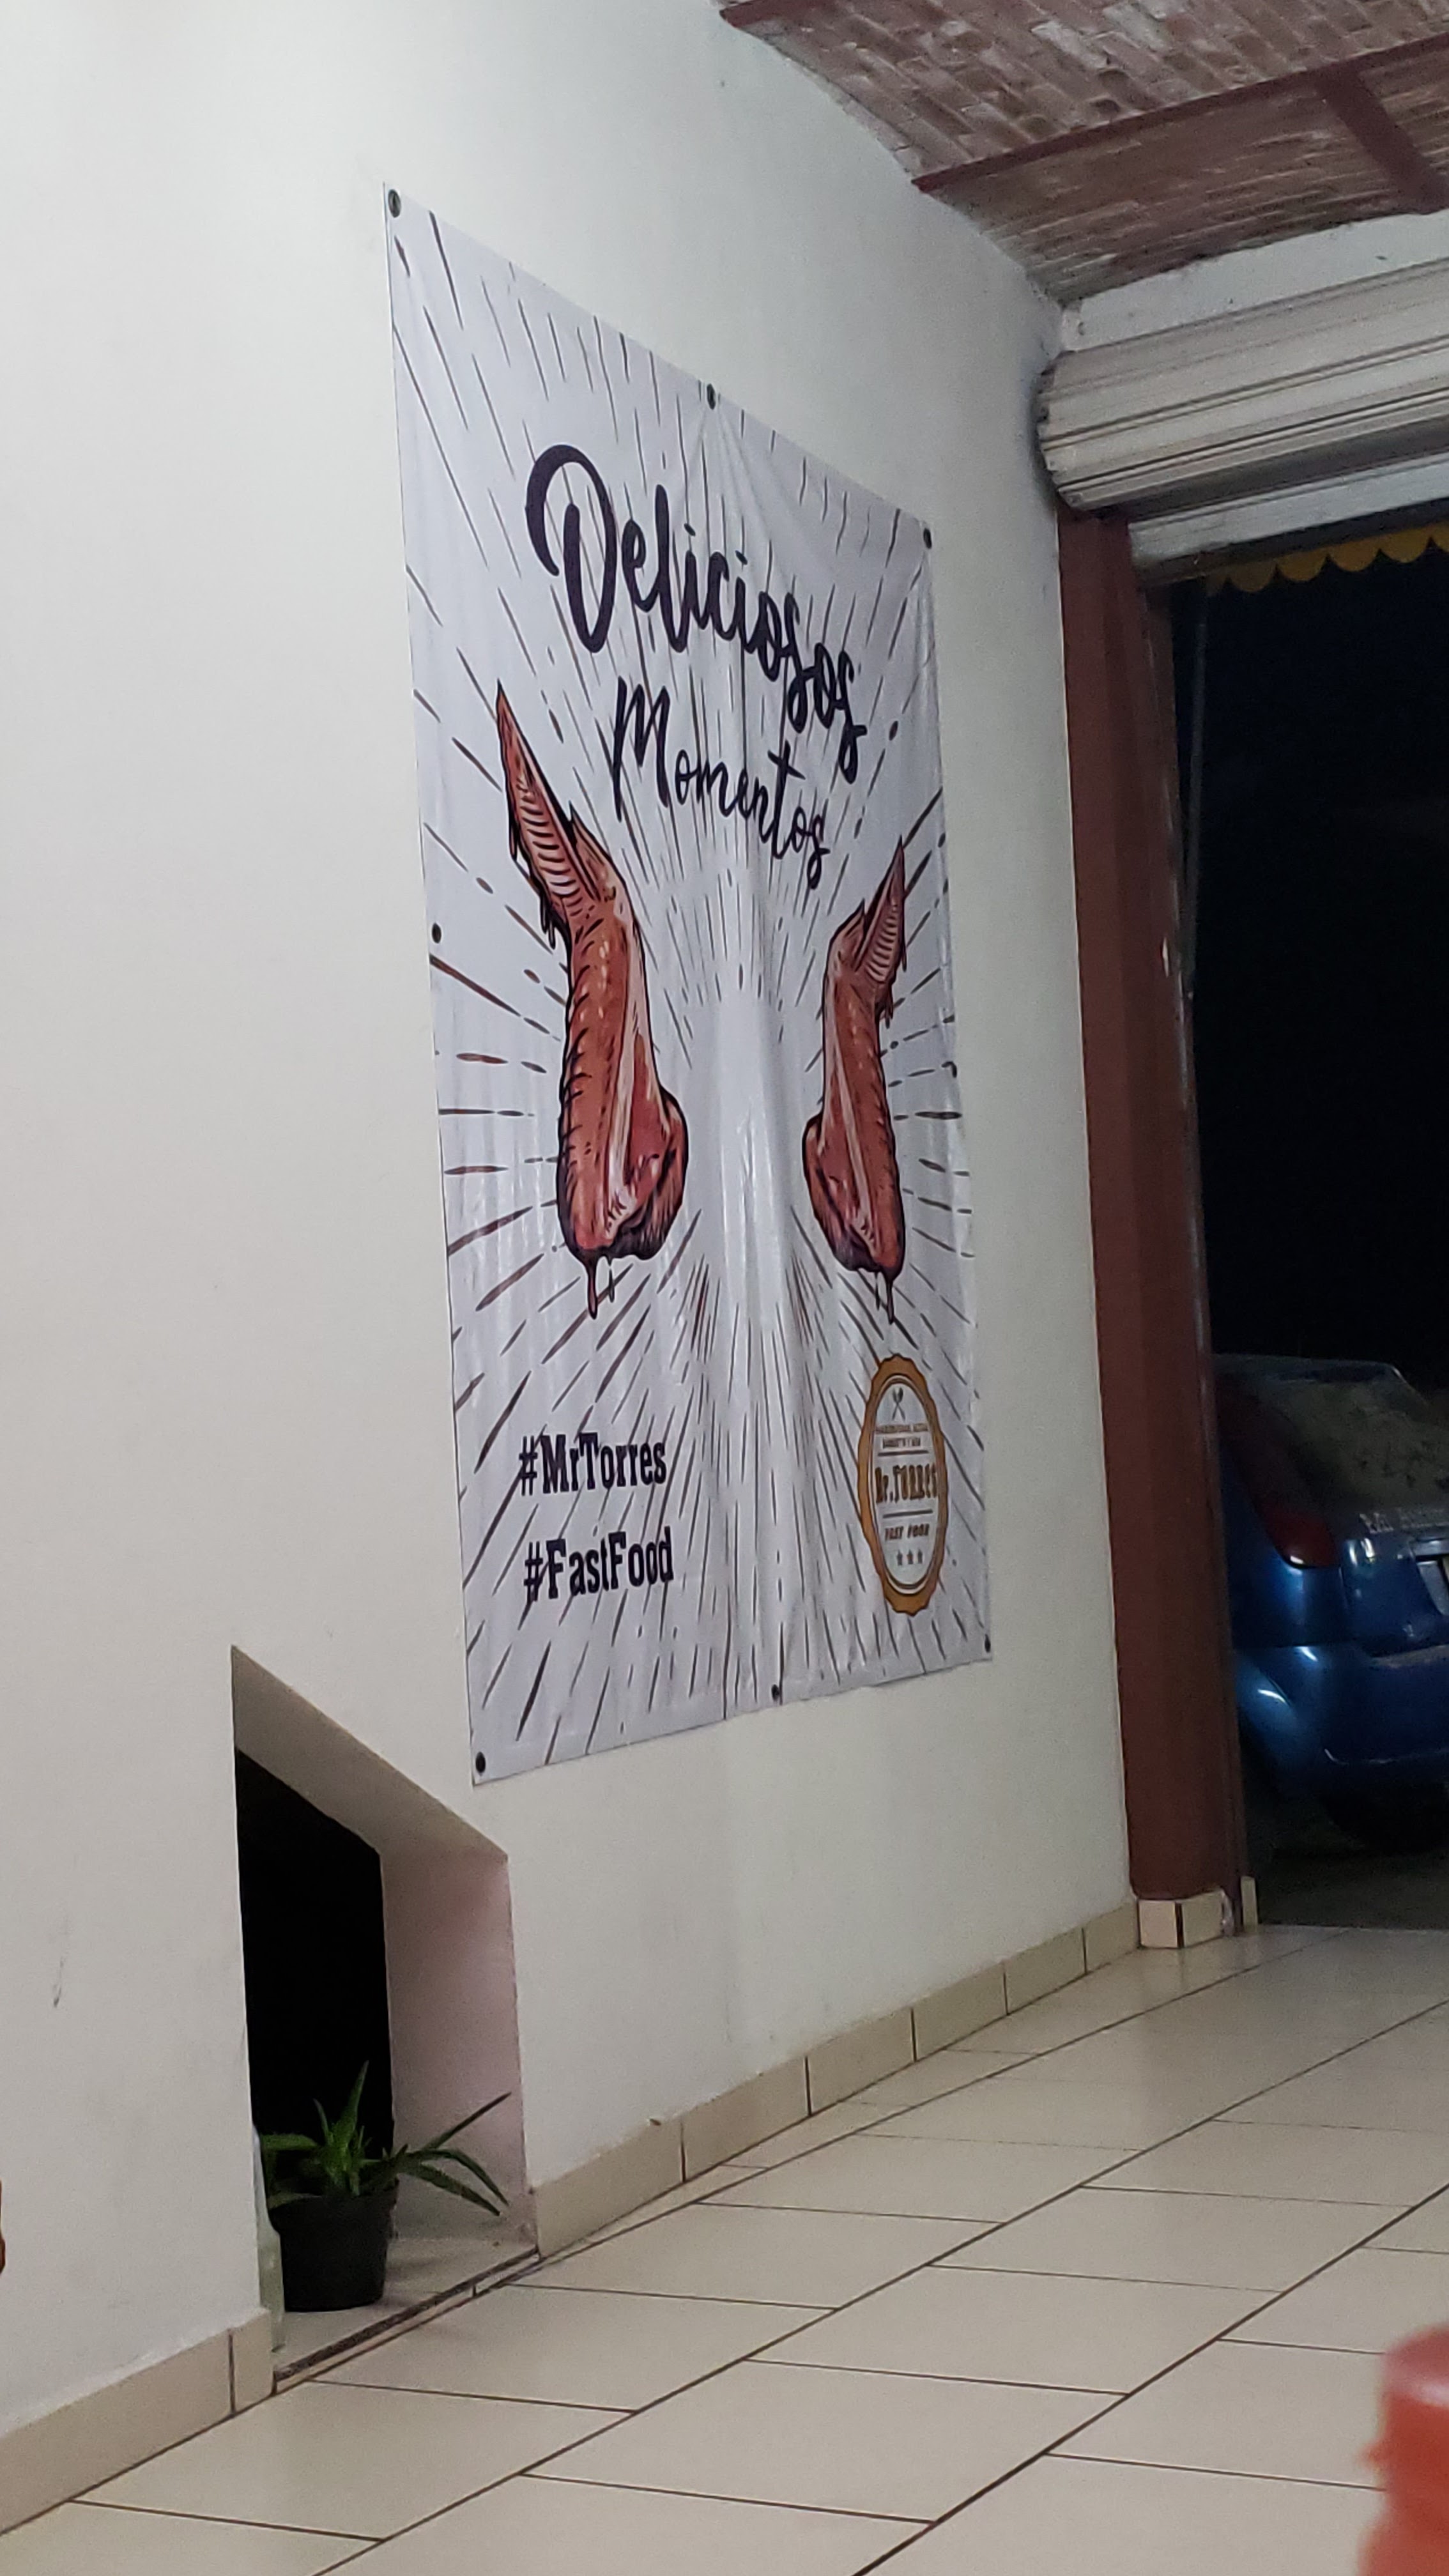 Deliciosos
Momentos
#MrTorres
#FastFood
Mr.TORRES
FAST FOOD